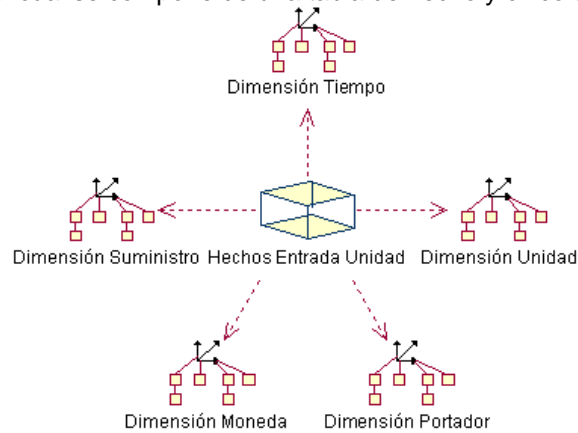 Dimensión Tiempo
Dimensión Suministro Hechos Entrada Unidad Dimensión Unidad
Dimensión Moneda Dimensión Portador